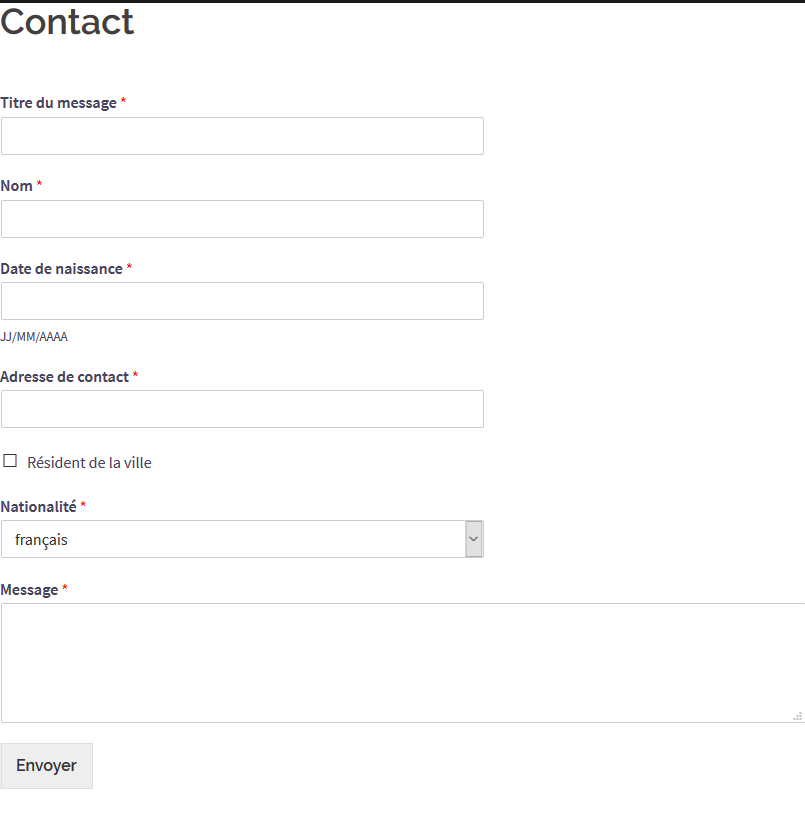 Contact
Titre du message *
Nom *
Date de naissance *
JJ/MM/AAAA
Adresse de contact *
Résident de la ville
Nationalité *
français
Message *
Envoyer